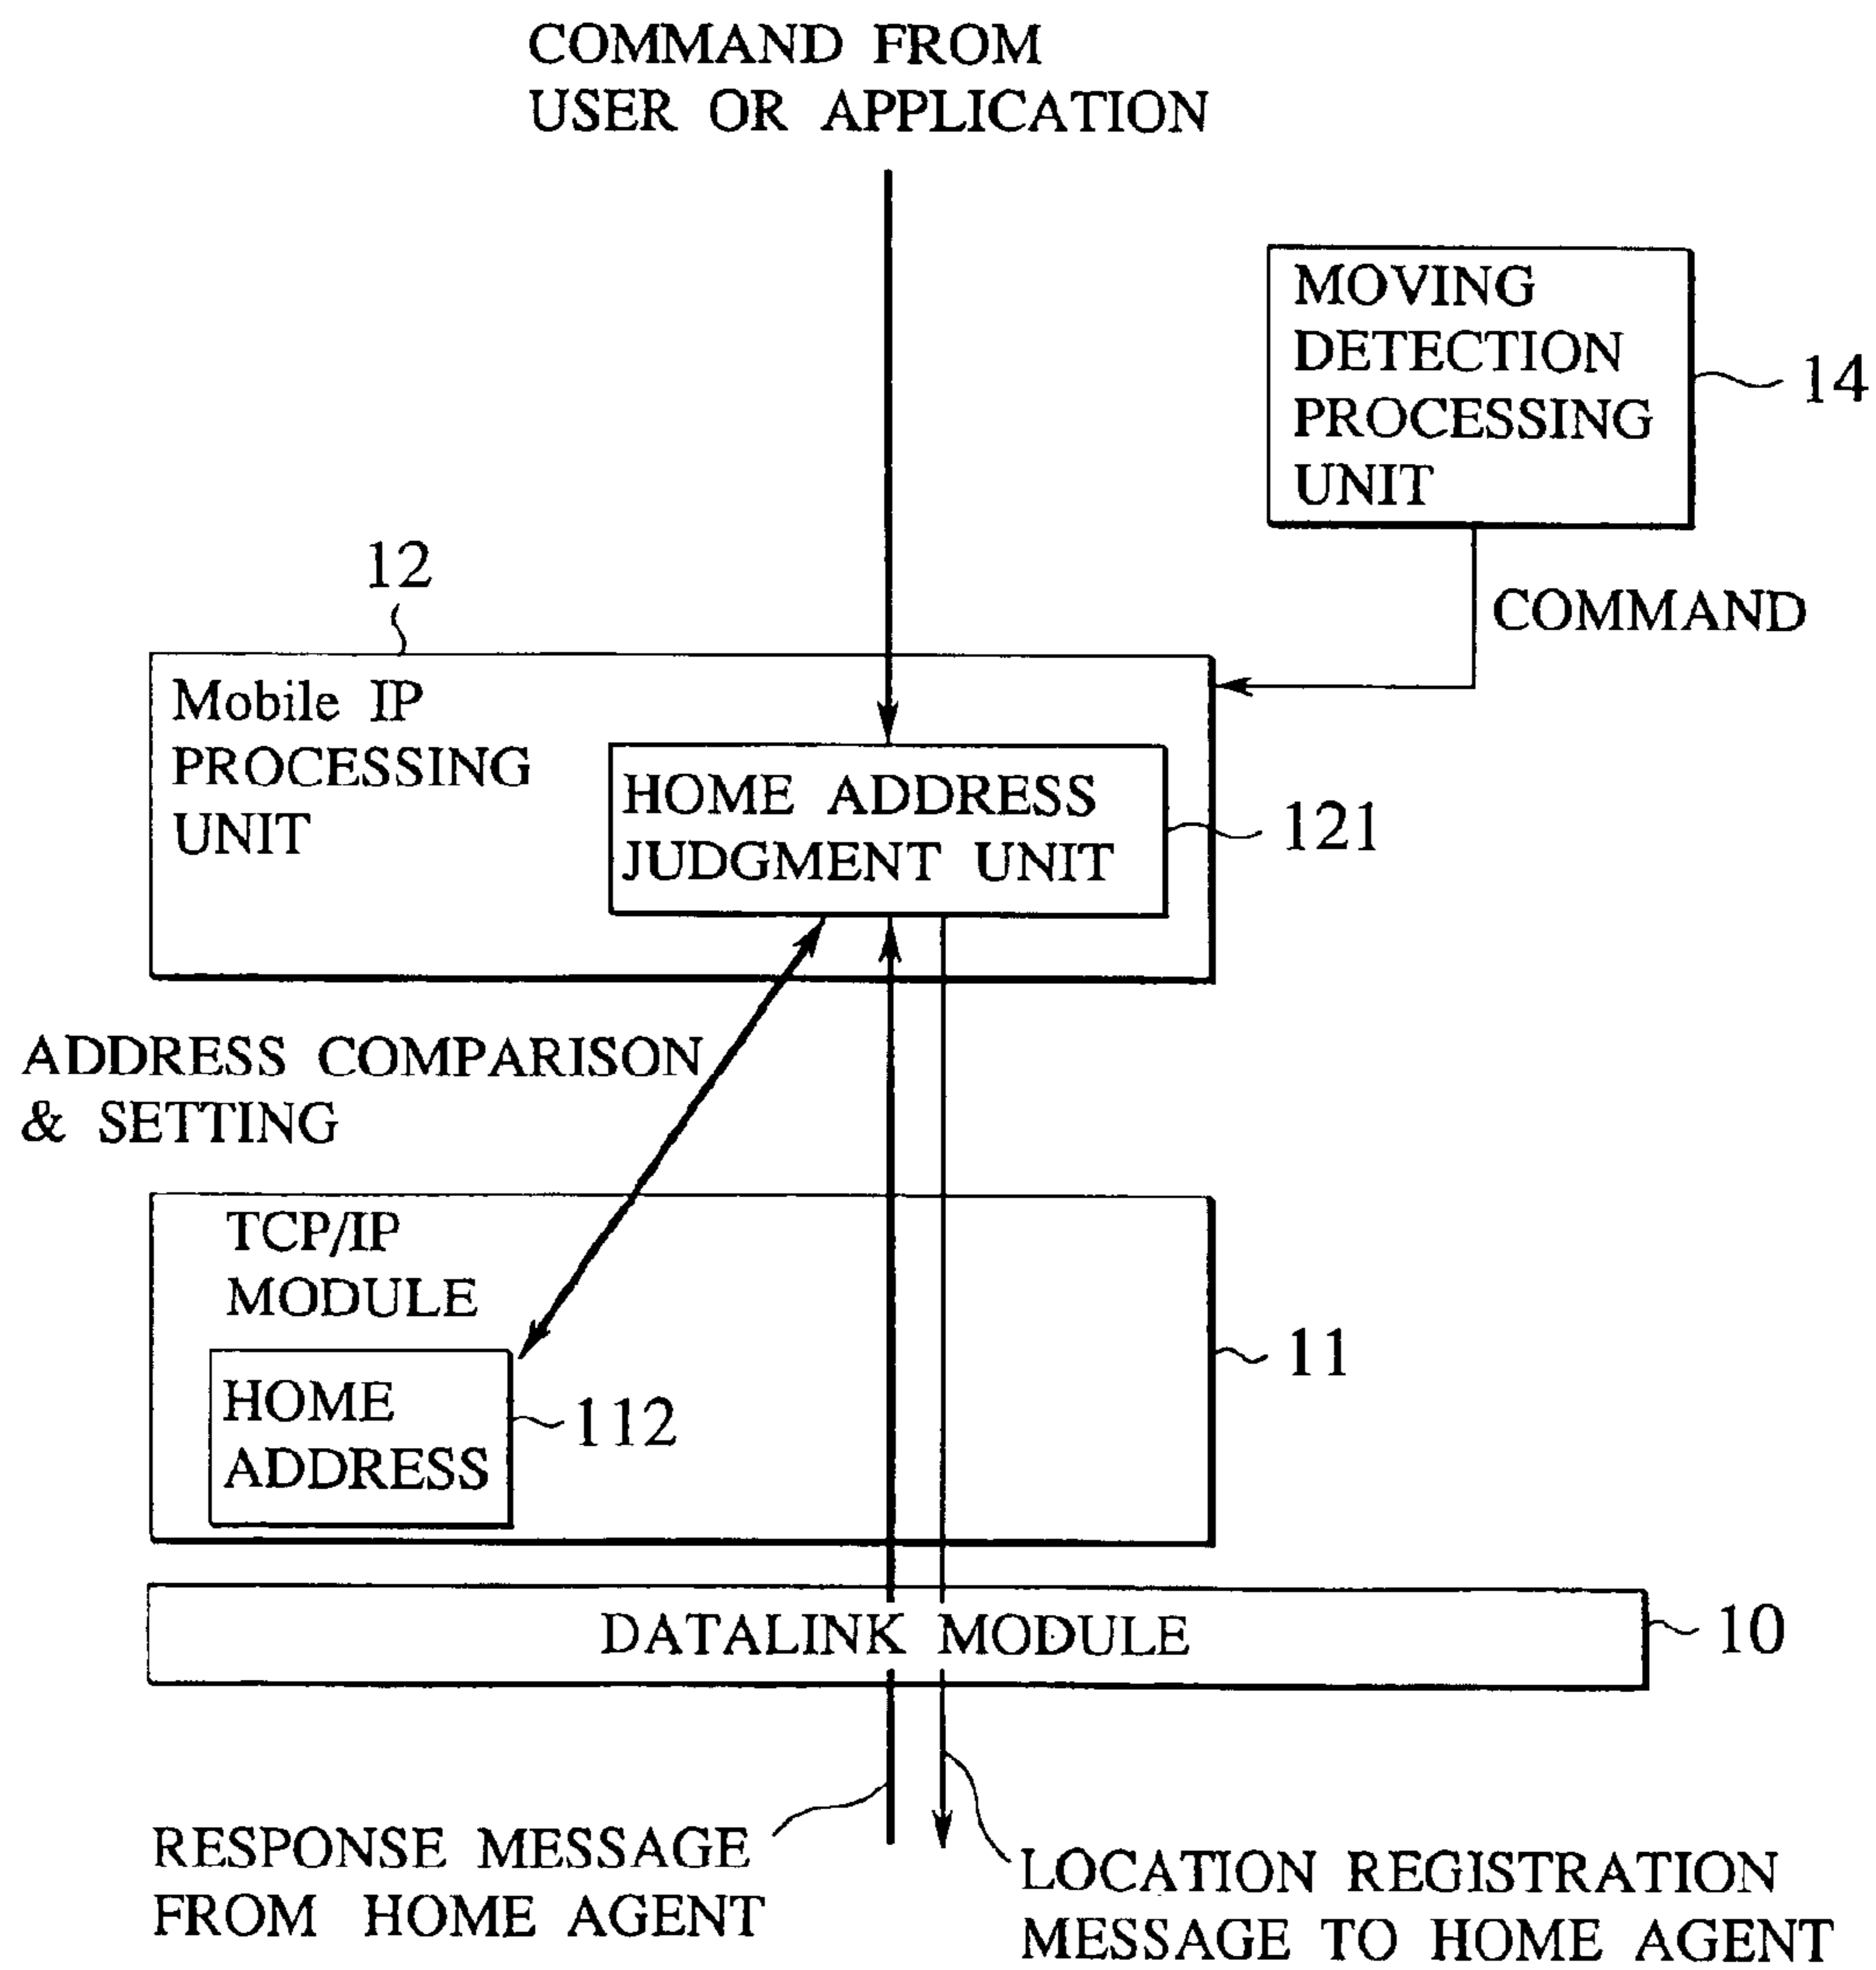 COMMAND FROM
USER OR APPLICATION
MOVING
DETECTION
PROCESSING
UNIT
14
12
COMMAND
Mobile IP
PROCESSING
UNIT
HOME ADDRESS
JUDGMENT UNIT
121
ADDRESS COMPARISON
& SETTING
TCP/IP
MODULE
11
HOME
ADDRESS
112
DATALINK MODULE
10
RESPONSE MESSAGE
FROM HOME AGENT
LOCATION REGISTRATION
MESSAGE TO HOME AGENT